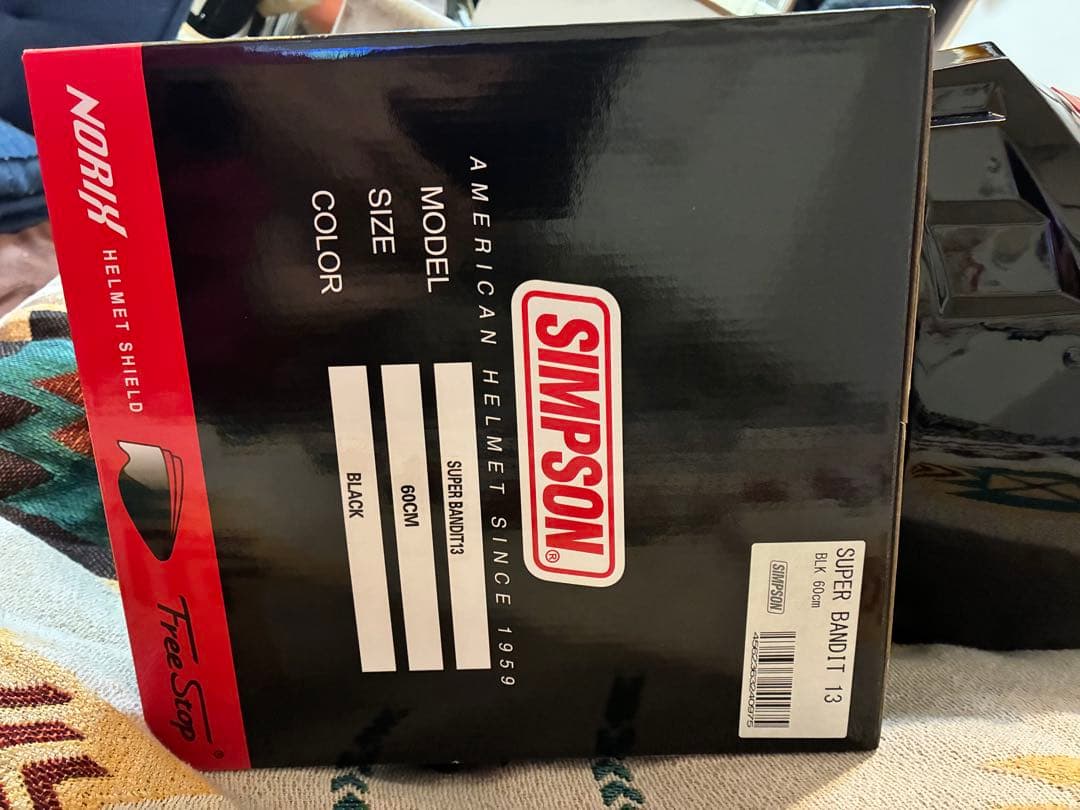 SIMPSON®
AMERICAN HELMET SINCE 1959
MODEL SUPER BANDIT13
SIZE 60CM
COLOR BLACK
NORIX HELMET SHIELD Free Stop®
SUPER BANDIT 13
BLK 60cm
SIMPSON
4562363240975